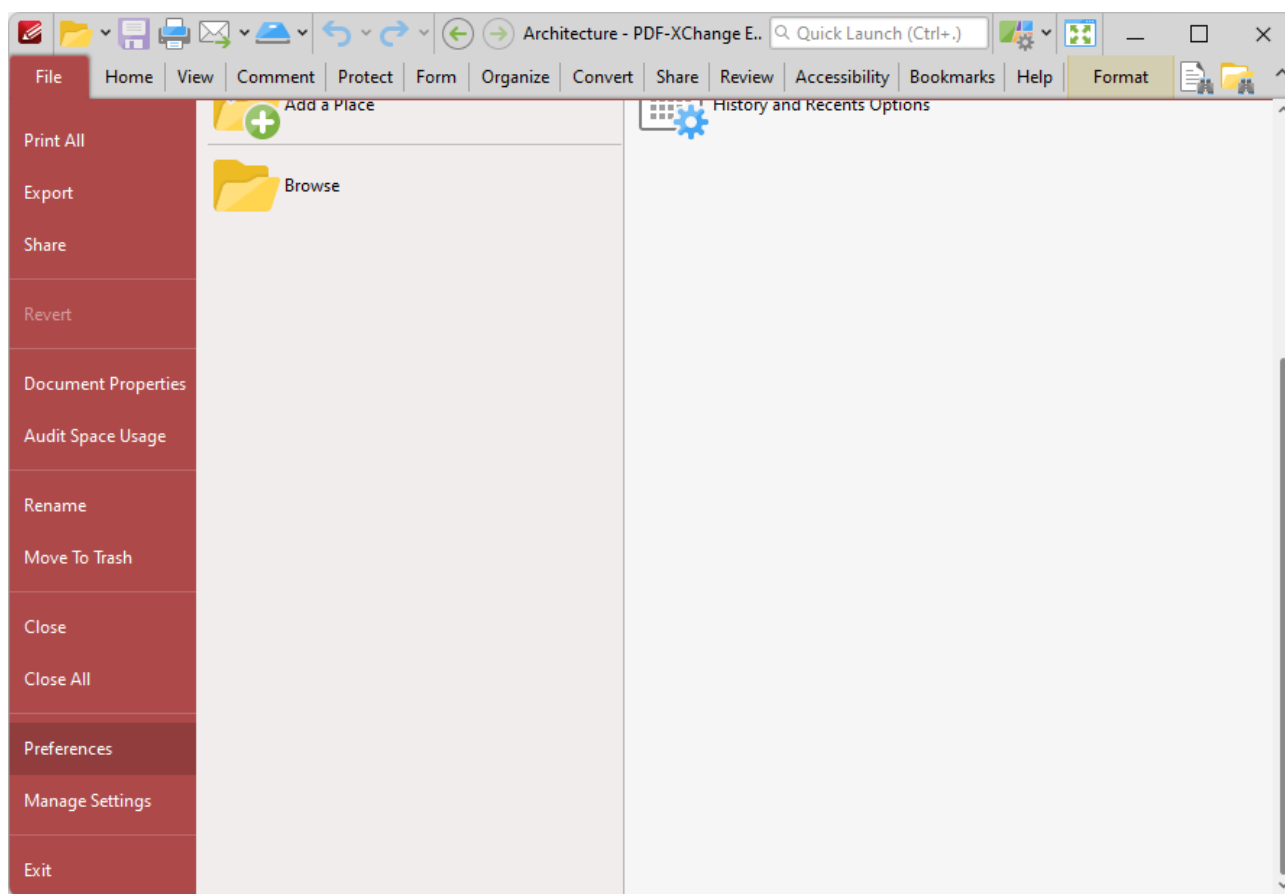 Architecture - PDF-XChange E..
Quick Launch (Ctrl+.)
File Home View Comment Protect Form Organize Convert Share Review Accessibility Bookmarks Help Format
Add a Place
History and Recents Options
Print All
Browse
Export
Share
Revert
Document Properties
Audit Space Usage
Rename
Move To Trash
Close
Close All
Preferences
Manage Settings
Exit